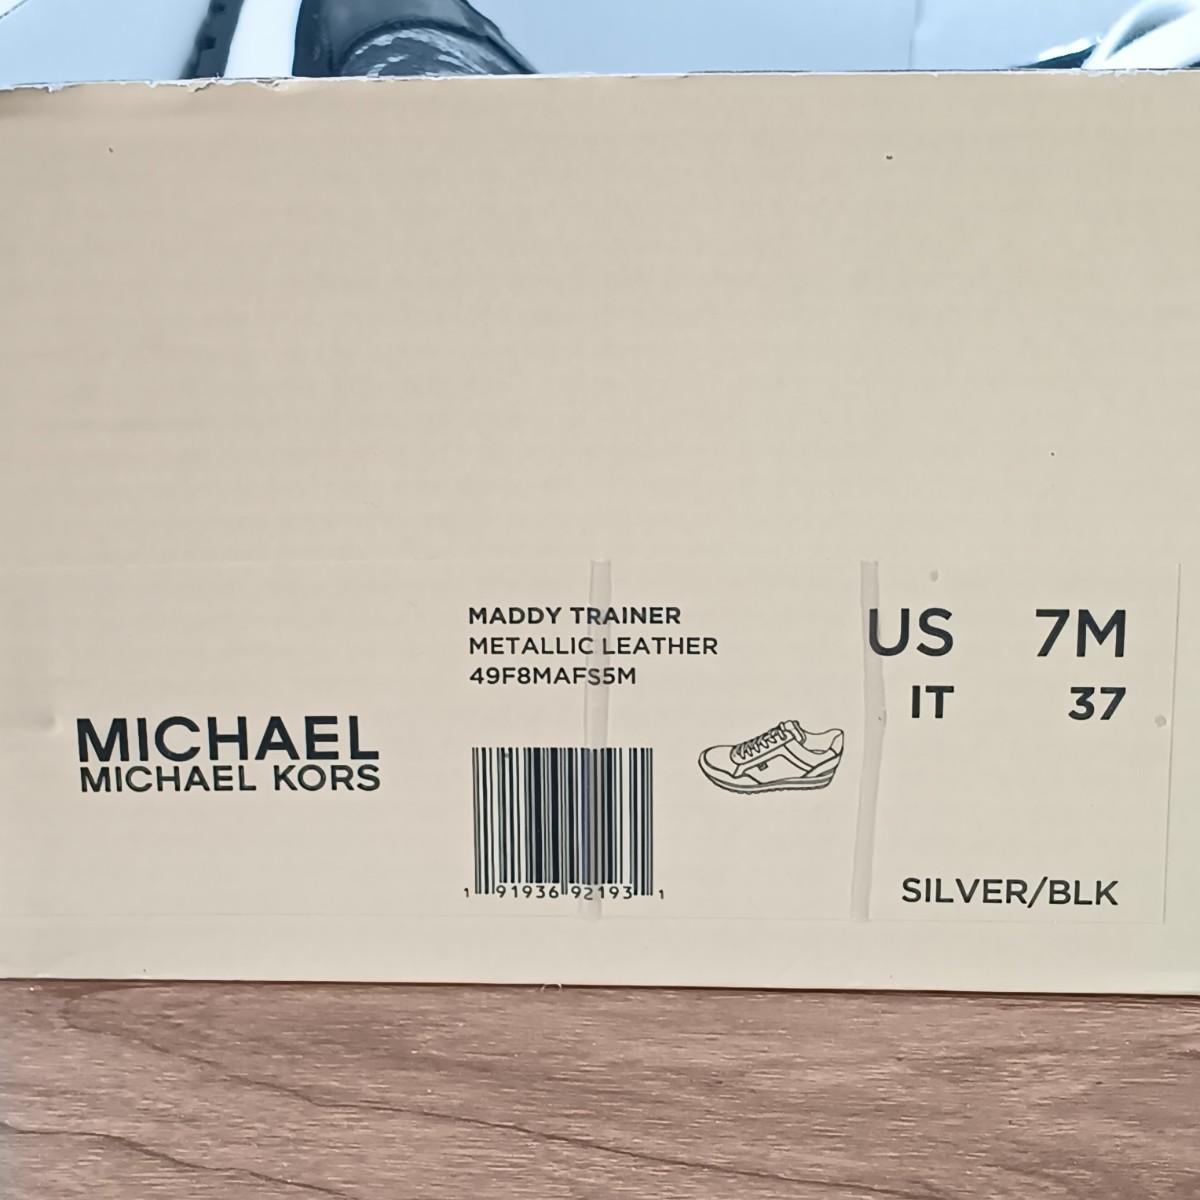 MADDY TRAINER
METALLIC LEATHER
49F8MAFS5M
US 7M
IT 37
MICHAEL
MICHAEL KORS
1 91936 92193 1
SILVER/BLK